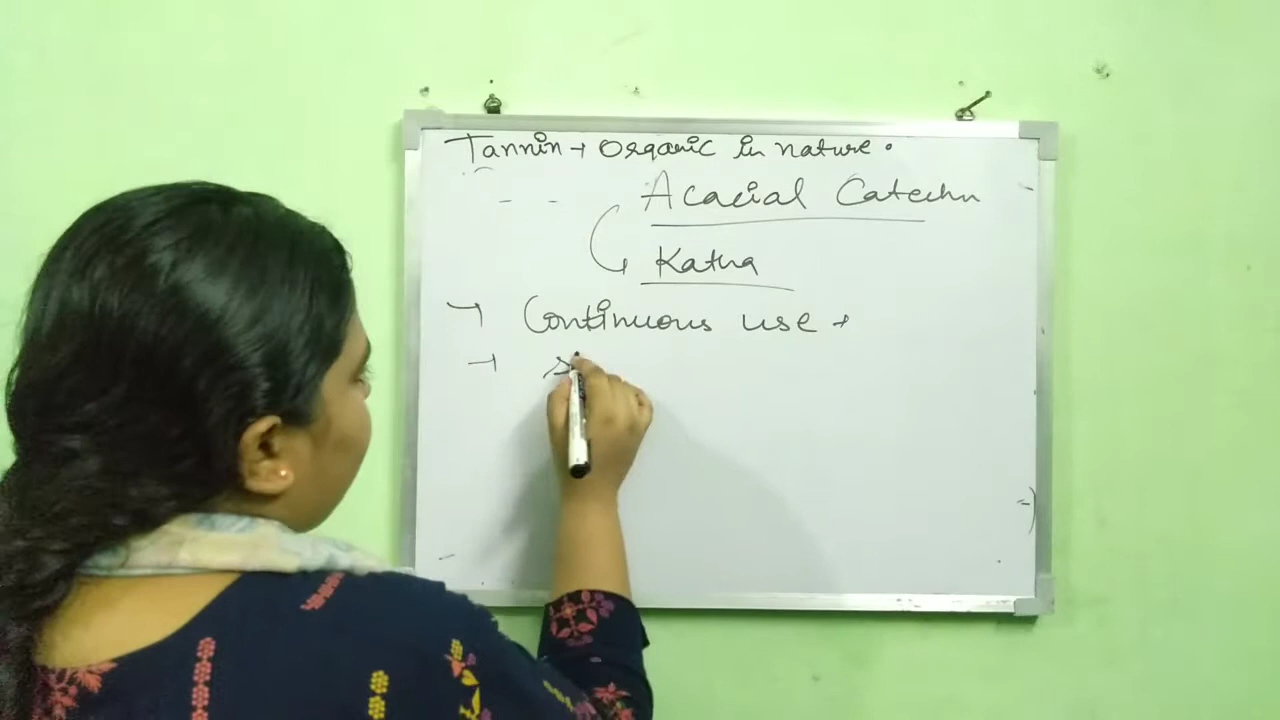 Tannin → Organic in nature.
Acacial Catechu
Katha
→ Continuous use →
→ s